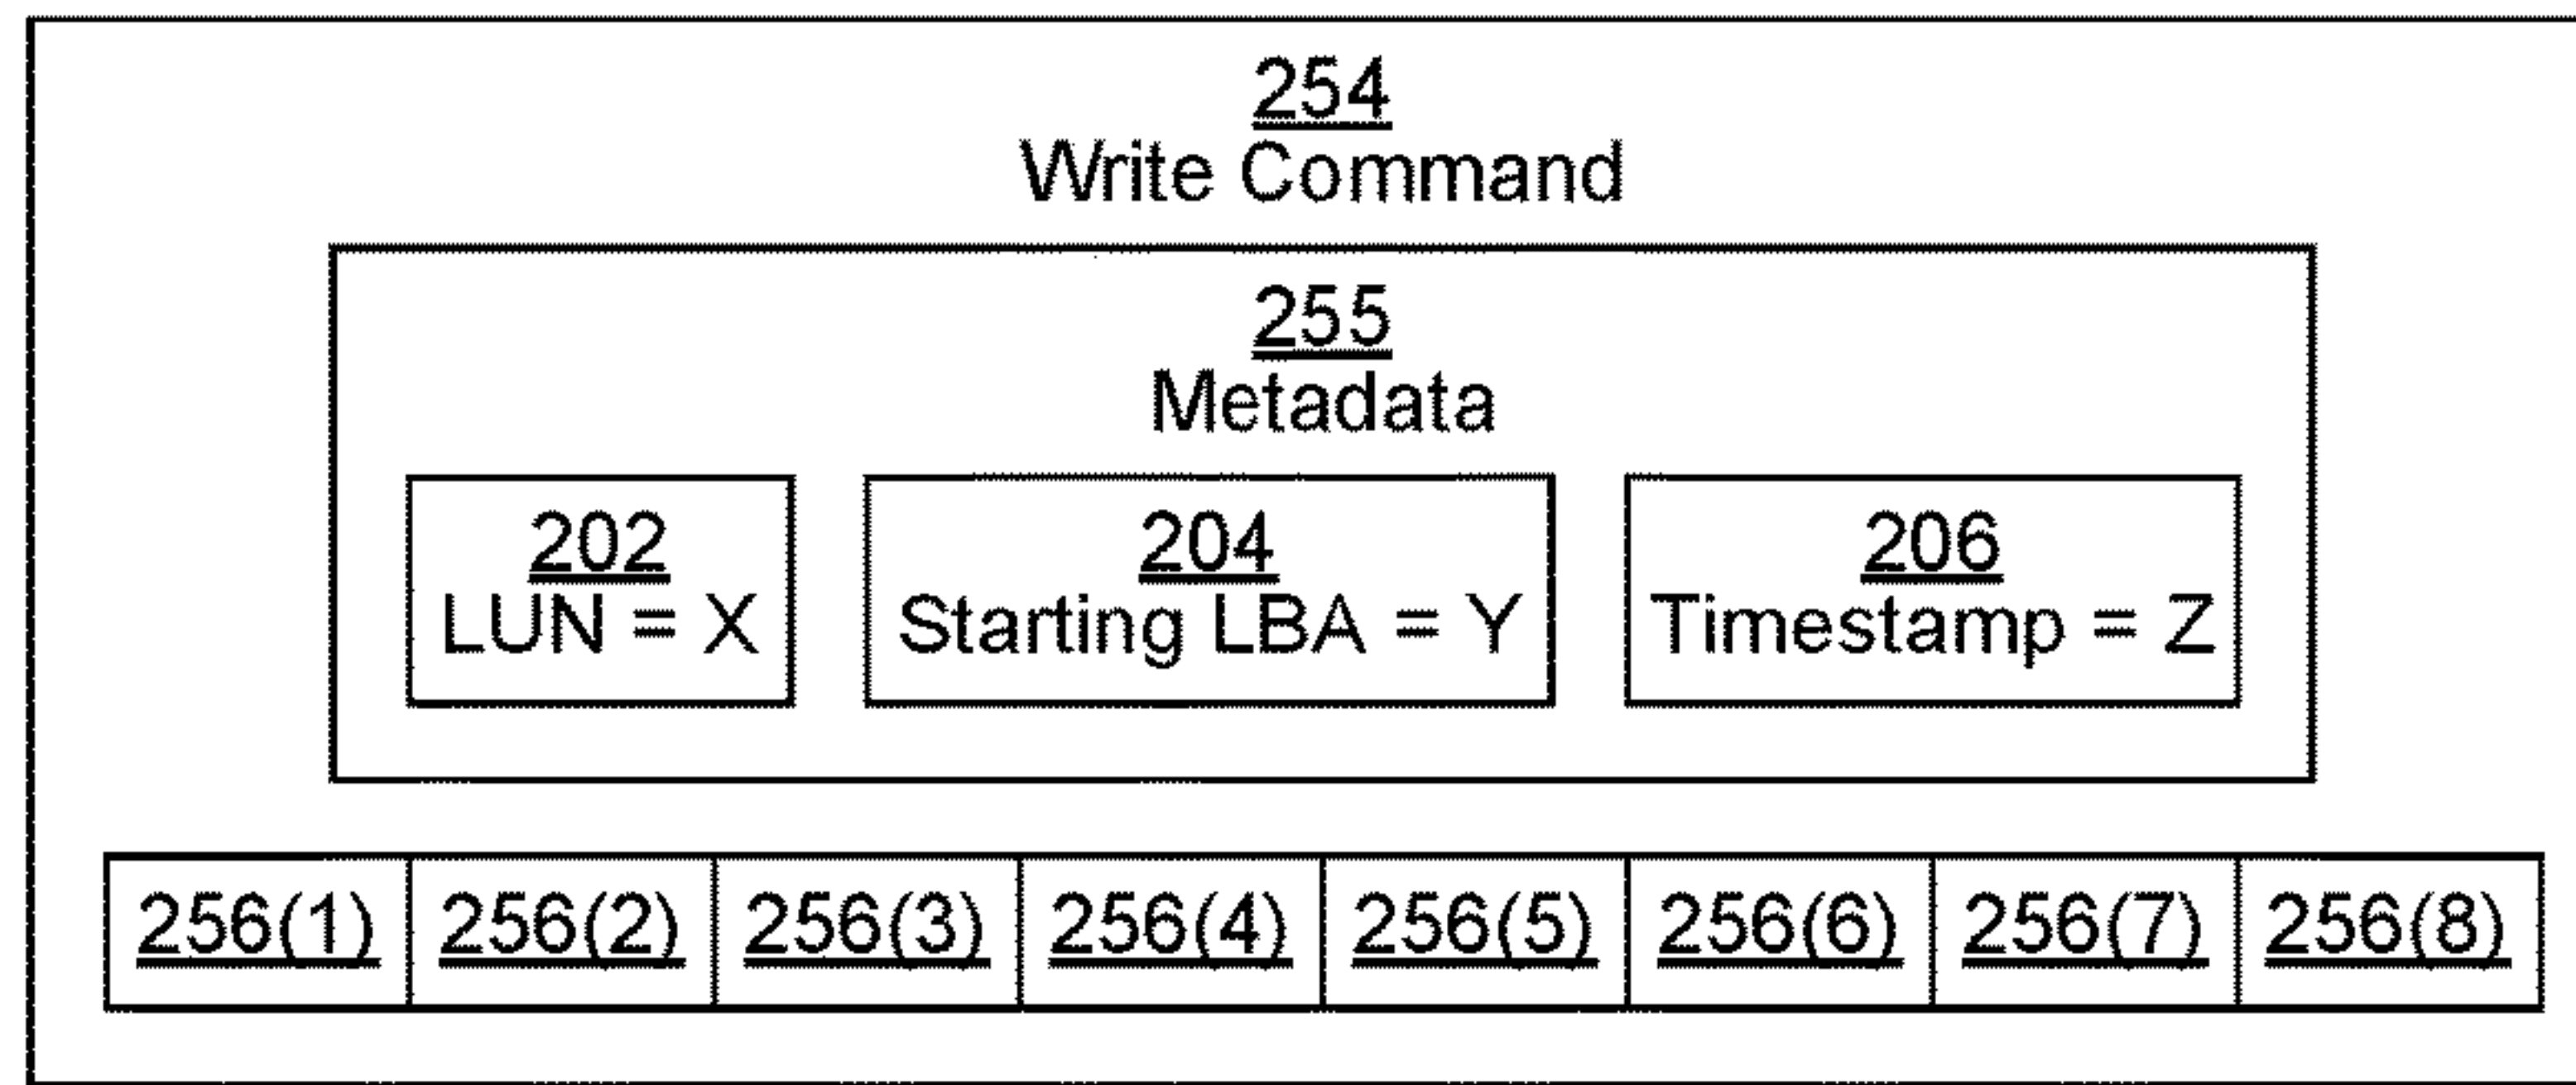 254
Write Command
255
Metadata
202
LUN = X
204
Starting LBA = Y
206
Timestamp = Z
256(1) 256(2) 256(3) 256(4) 256(5) 256(6) 256(7) 256(8)